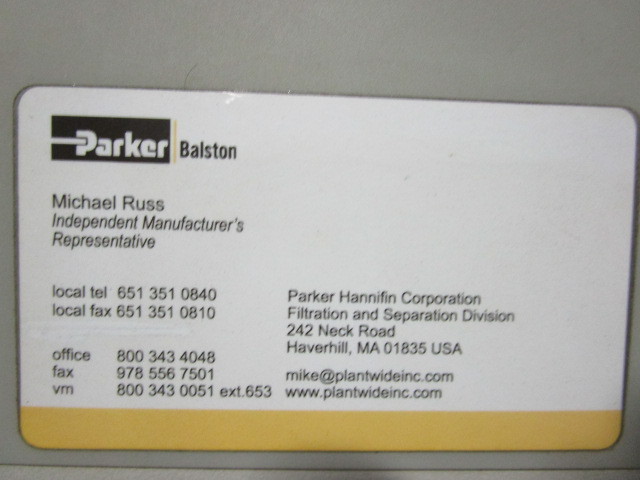 Parker Balston
Michael Russ
Independent Manufacturer's
Representative
local tel 651 351 0840
local fax 651 351 0810
office 800 343 4048
fax 978 556 7501
vm 800 343 0051 ext.653
Parker Hannifin Corporation
Filtration and Separation Division
242 Neck Road
Haverhill, MA 01835 USA
mike@plantwideinc.com
www.plantwideinc.com